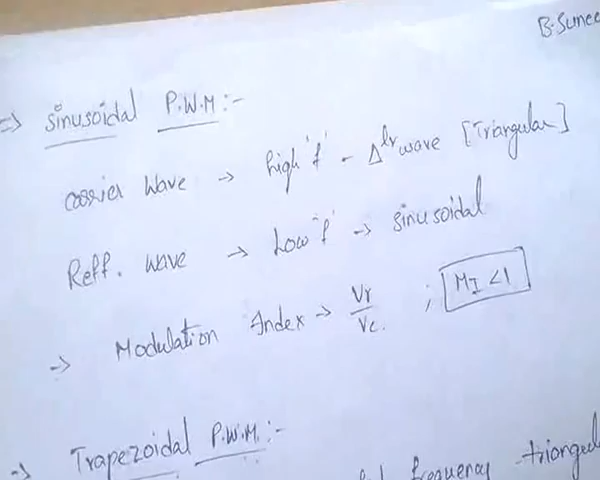 B.Sunee
=> Sinusoidal P.W.M:-
Carrier Wave → high 'f' - Δlr wave [Triangular]
Reff. wave → Low 'f' → sinusoidal
→ Modulation Index → Vr/Vc ; MI < 1
→ Trapezoidal P.W.M:-
frequency triangul